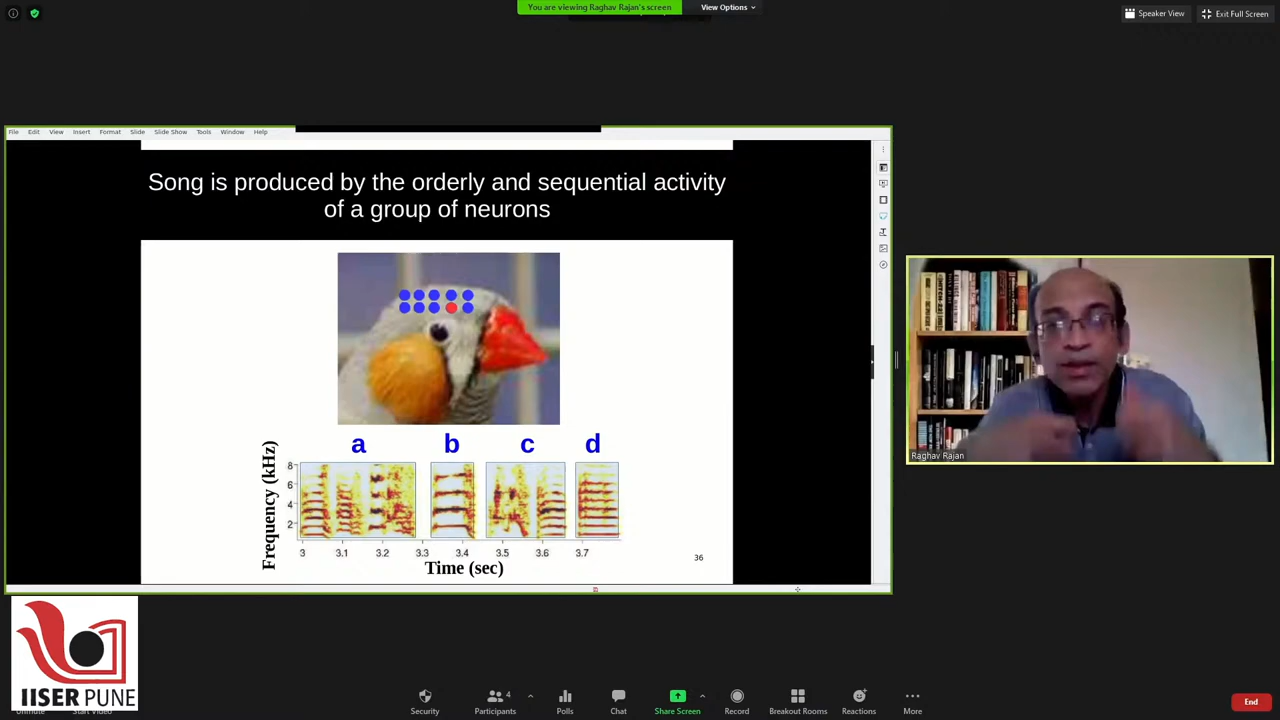 You are viewing Raghav Rajan's screen
View Options
Speaker View
Exit Full Screen
File Edit View Insert Format Slide Slide Show Tools Window Help
Song is produced by the orderly and sequential activity
of a group of neurons
a b c d
Frequency (kHz)
8
6
4
2
3 3.1 3.2 3.3 3.4 3.5 3.6 3.7
Time (sec)
36
Raghav Rajan
IISER PUNE
Security
Participants 4
Polls
Chat
Share Screen
Record
Breakout Rooms
Reactions
More
End